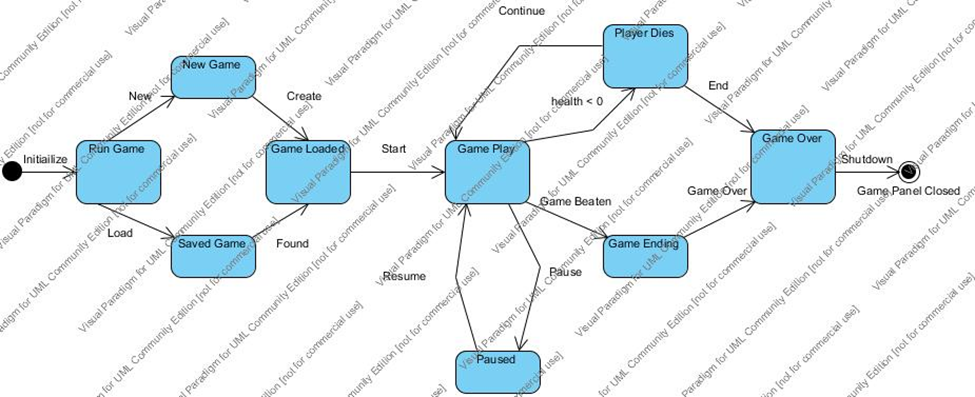 Continue
Player Dies
New Game
End
New
Create
health < 0
Game Over
Run Game
Game Loaded
Start
Game Play
Initiailize
Shutdown
Game Over
Game Panel Closed
Game Beaten
Load
Saved Game
Found
Game Ending
Resume
Pause
Paused
Visual Paradigm for UML Community Edition [not for commercial use]